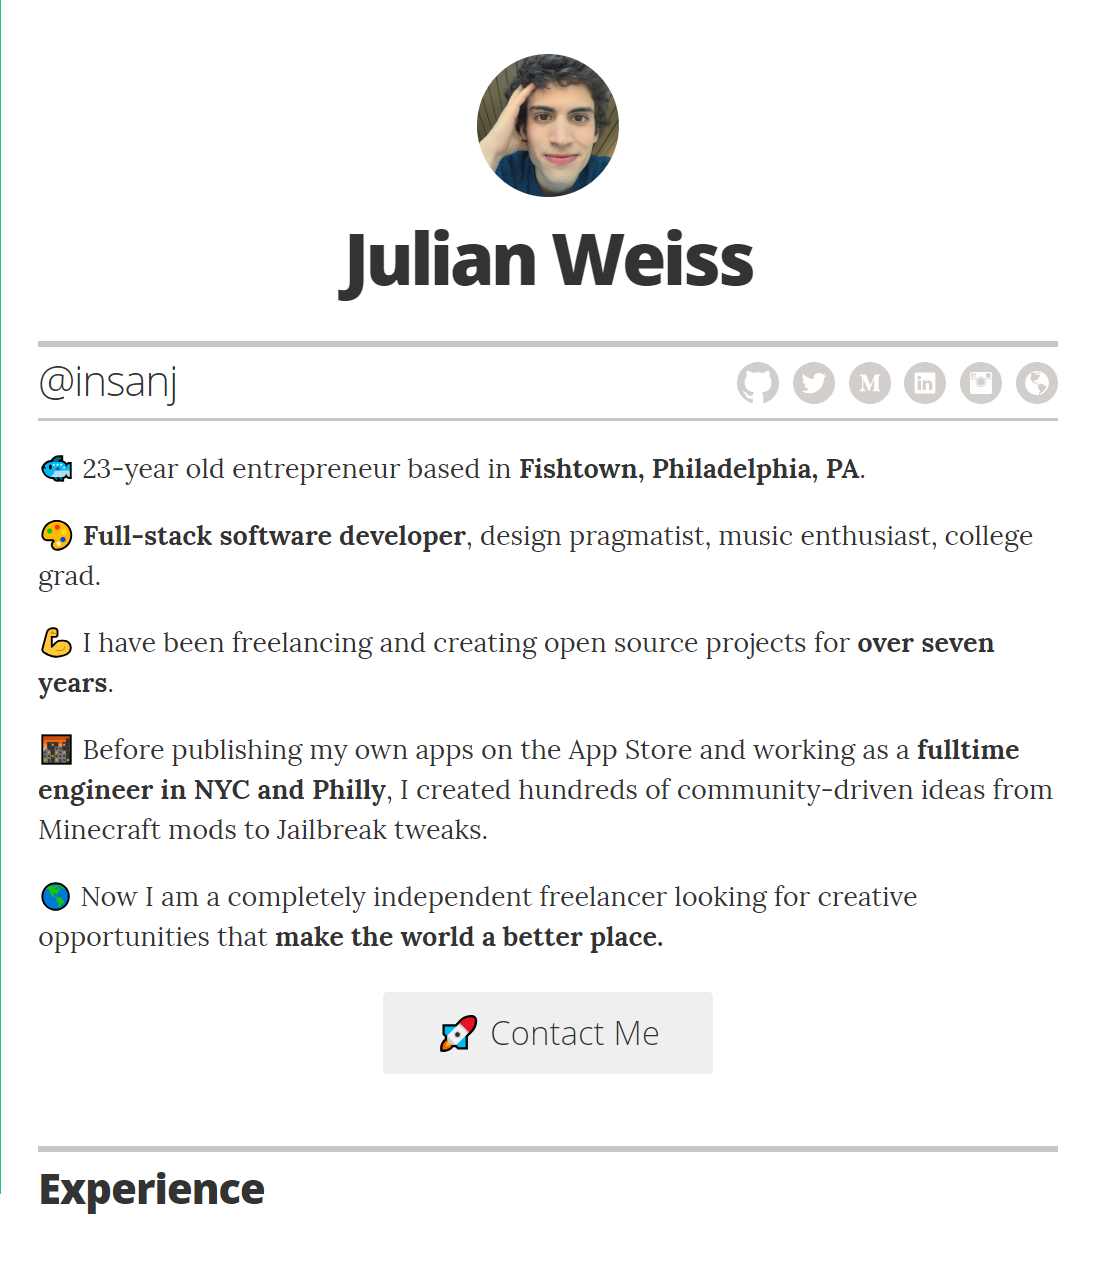 Julian Weiss
@insanj
M
in
23-year old entrepreneur based in Fishtown, Philadelphia, PA.
Full-stack software developer, design pragmatist, music enthusiast, college
grad.
I have been freelancing and creating open source projects for over seven
years.
Before publishing my own apps on the App Store and working as a fulltime
engineer in NYC and Philly, I created hundreds of community-driven ideas from
Minecraft mods to Jailbreak tweaks.
Now I am a completely independent freelancer looking for creative
opportunities that make the world a better place.
Contact Me
Experience